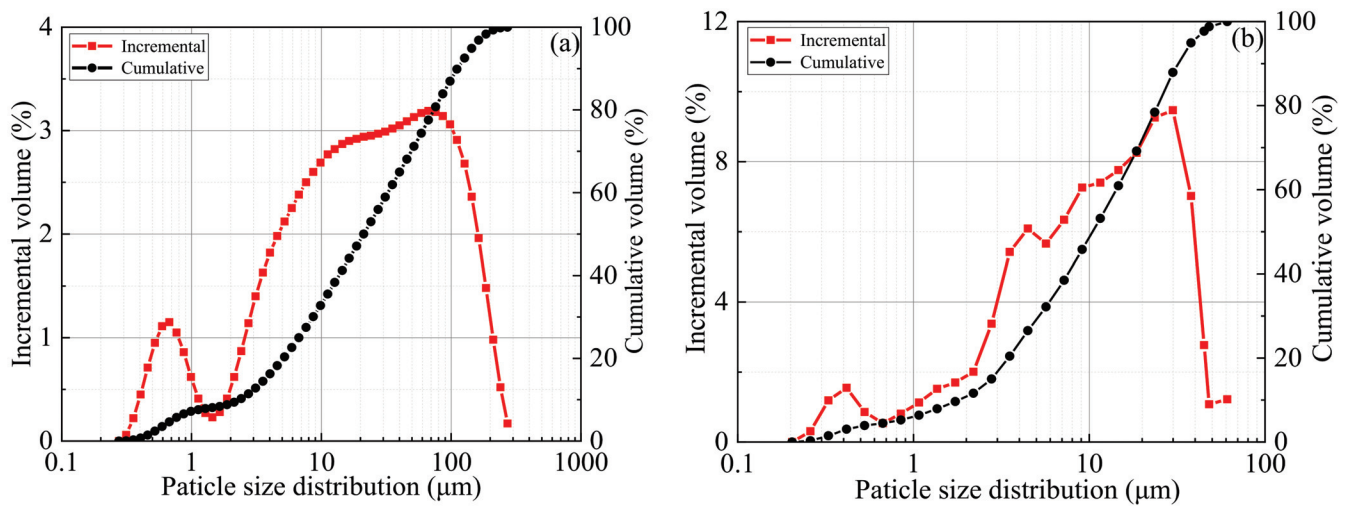 4
3
2
1
0
Incremental volume (%)
100
80
60
40
20
0
Cumulative volume (%)
Incremental
Cumulative
(a)
0.1
1
10
100
1000
Paticle size distribution (μm)
12
8
4
0
Incremental volume (%)
100
80
60
40
20
0
Cumulative volume (%)
Incremental
Cumulative
(b)
0.1
1
10
100
Paticle size distribution (μm)